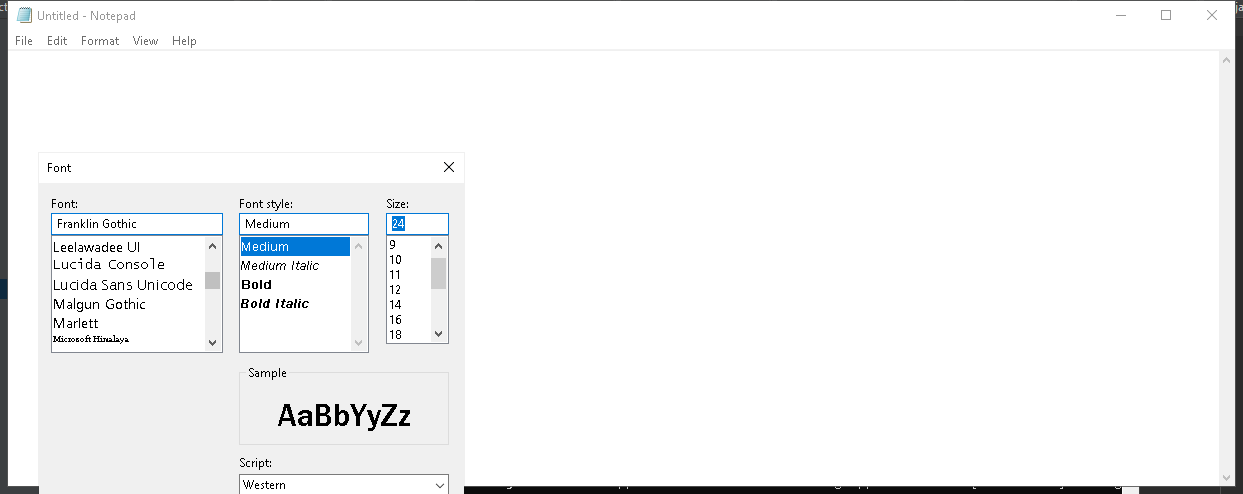 Untitled - Notepad
File Edit Format View Help
Font
Font: Font style: Size:
Franklin Gothic Medium 24
Leelawadee UI Medium 9
Lucida Console Medium Italic 10
Lucida Sans Unicode Bold 11
Malgun Gothic Bold Italic 12
Marlett 14
Microsoft Himalaya 16
18
Sample
AaBbYyZz
Script:
Western